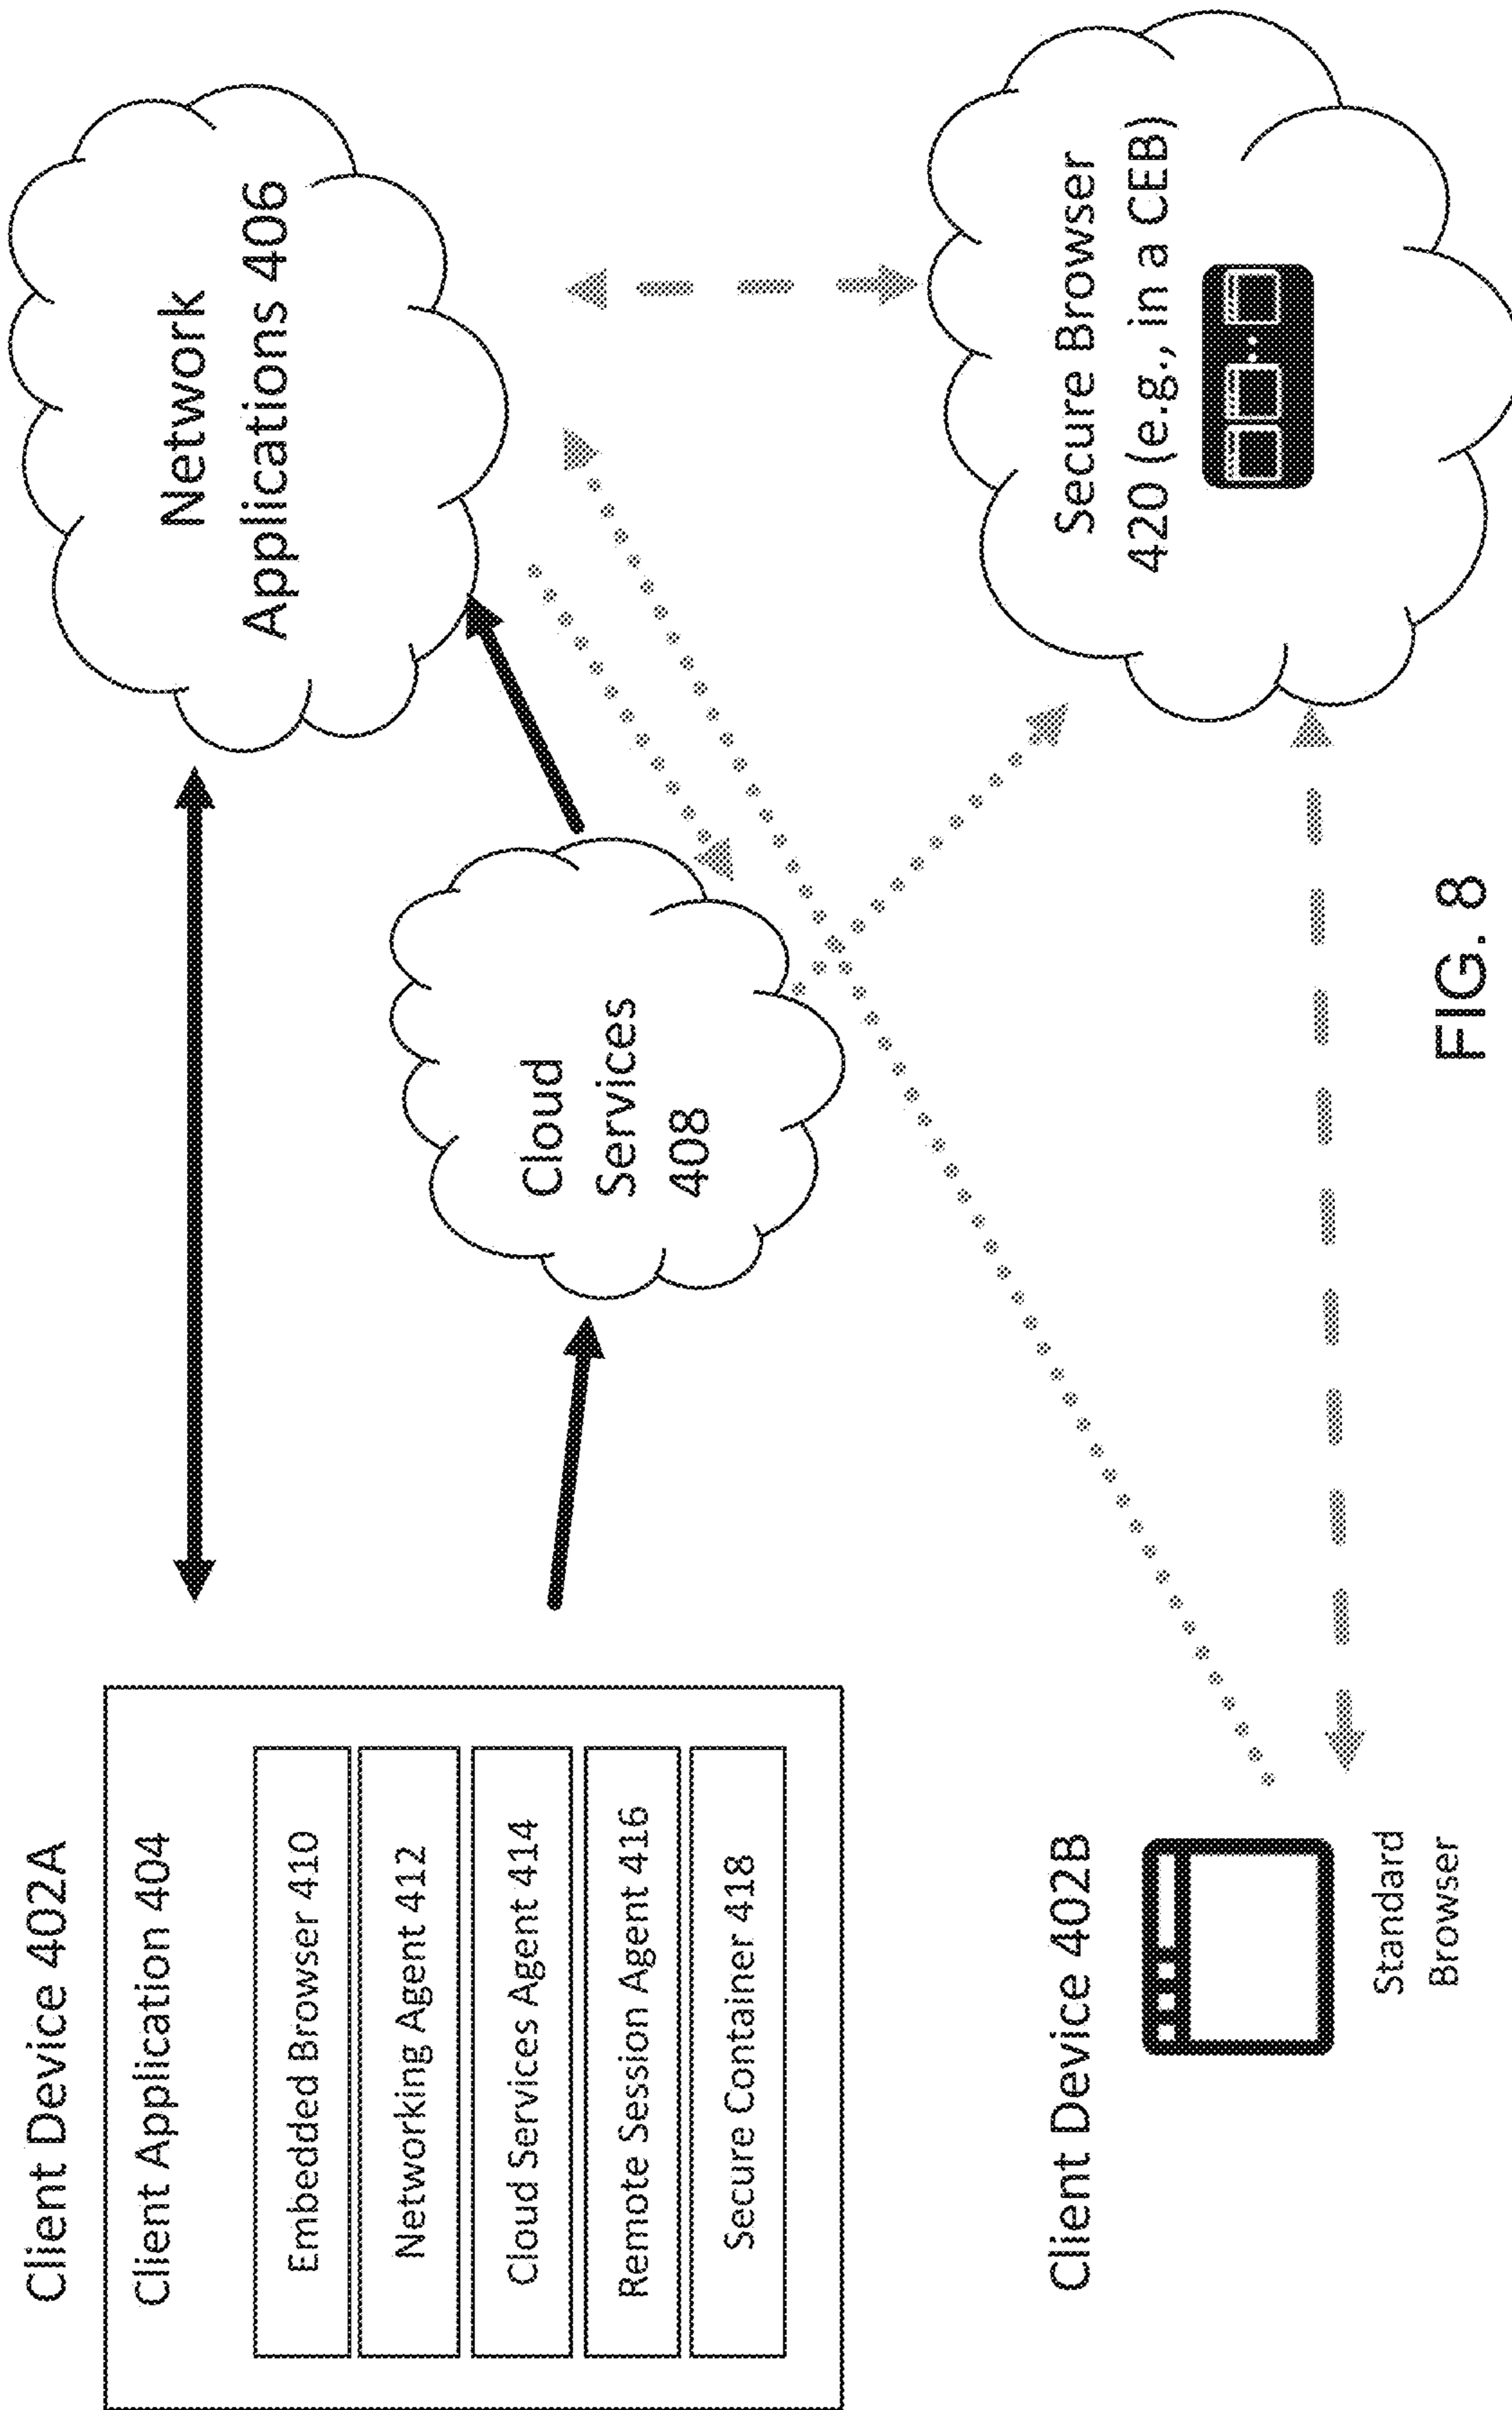 Client Device 402A
Client Application 404
Embedded Browser 410
Networking Agent 412
Cloud Services Agent 414
Remote Session Agent 416
Secure Container 418
Network
Applications 406
Cloud
Services
408
Client Device 402B
Standard
Browser
Secure Browser
420 (e.g., in a CEB)
FIG. 8